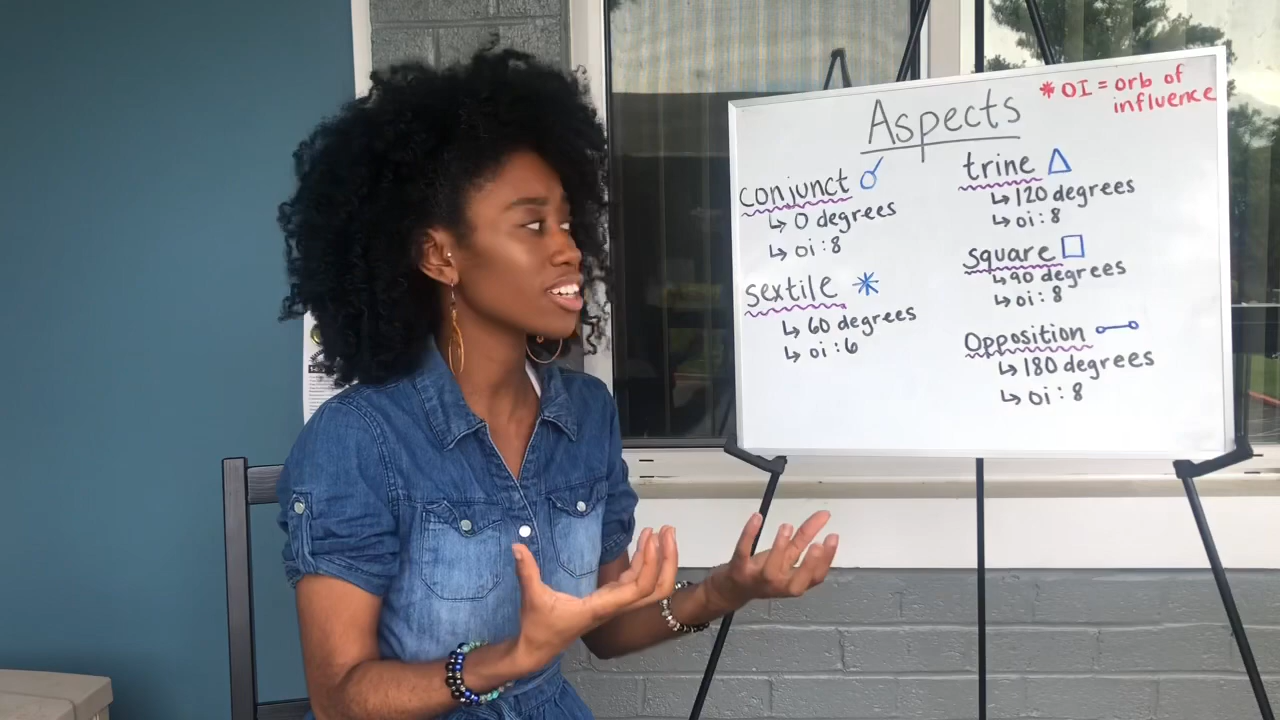 Aspects
* OI = orb of
influence
conjunct
↳ 0 degrees
↳ oi : 8
sextile
↳ 60 degrees
↳ oi : 6
trine
↳ 120 degrees
↳ oi : 8
square
↳ 90 degrees
↳ oi : 8
Opposition
↳ 180 degrees
↳ oi : 8